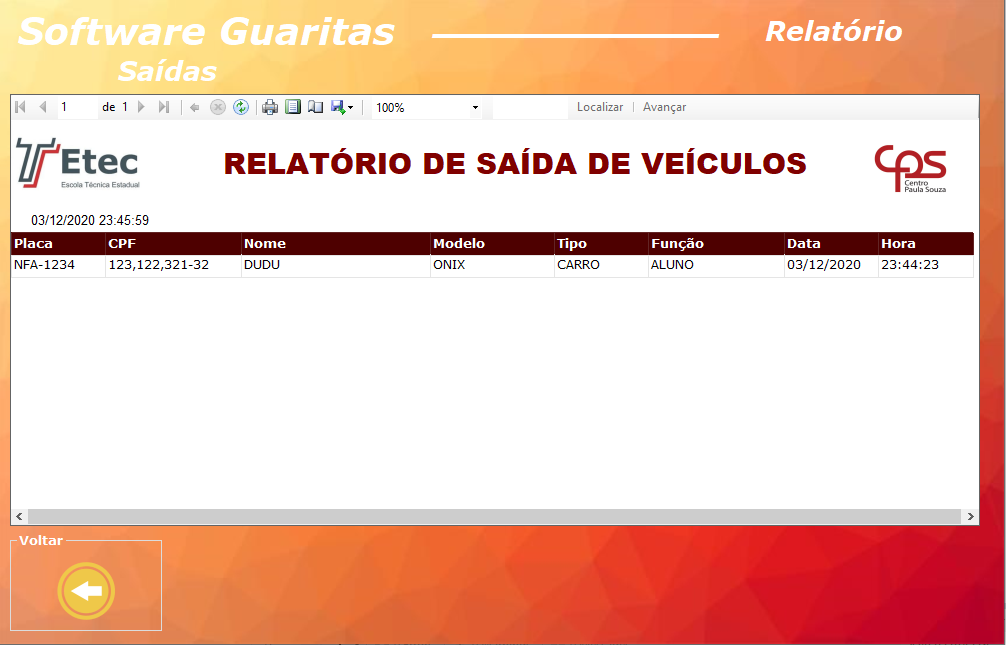 Software Guaritas Relatório
Saídas
1 de 1 100% Localizar Avançar
Etec
Escola Técnica Estadual
RELATÓRIO DE SAÍDA DE VEÍCULOS
cps
Centro
Paula Souza
03/12/2020 23:45:59
Placa CPF Nome Modelo Tipo Função Data Hora
NFA-1234 123,122,321-32 DUDU ONIX CARRO ALUNO 03/12/2020 23:44:23
Voltar